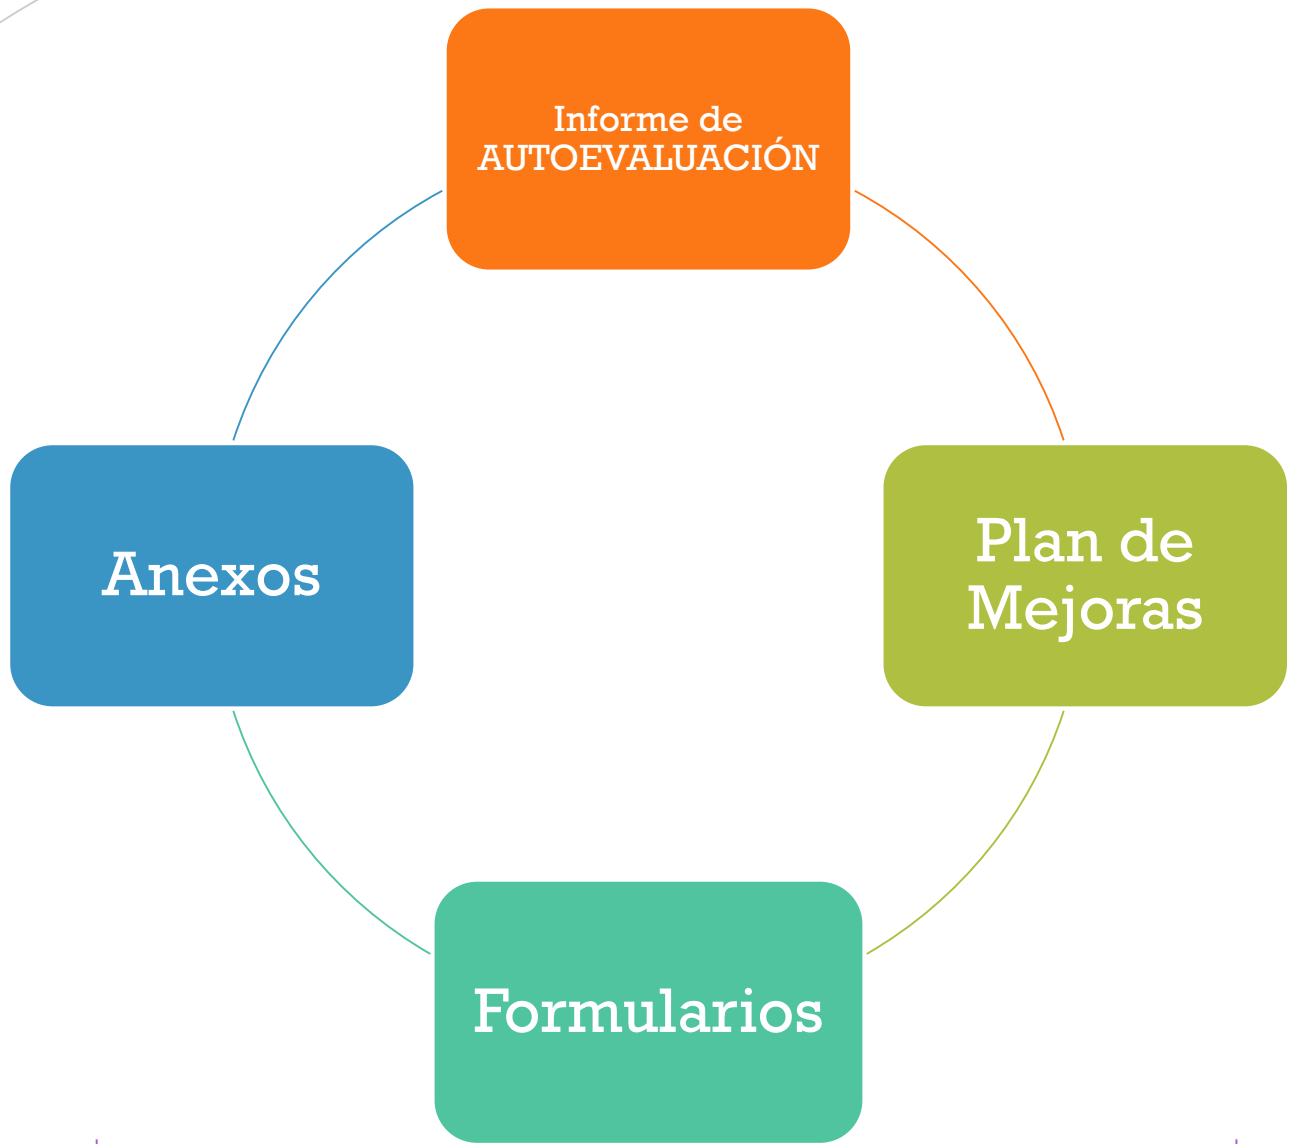 Informe de
AUTOEVALUACIÓN
Plan de
Mejoras
Formularios
Anexos